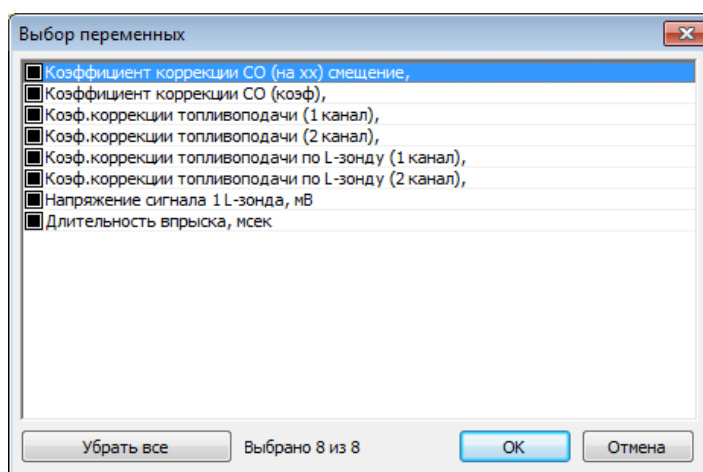 Выбор переменных
Коэффициент коррекции СО (на хх) смещение,
Коэффициент коррекции СО (коэф),
Коэф.коррекции топливоподачи (1 канал),
Коэф.коррекции топливоподачи (2 канал),
Коэф.коррекции топливоподачи по L-зонду (1 канал),
Коэф.коррекции топливоподачи по L-зонду (2 канал),
Напряжение сигнала 1 L-зонда, мВ
Длительность впрыска, мсек
Убрать все Выбрано 8 из 8 OK Отмена